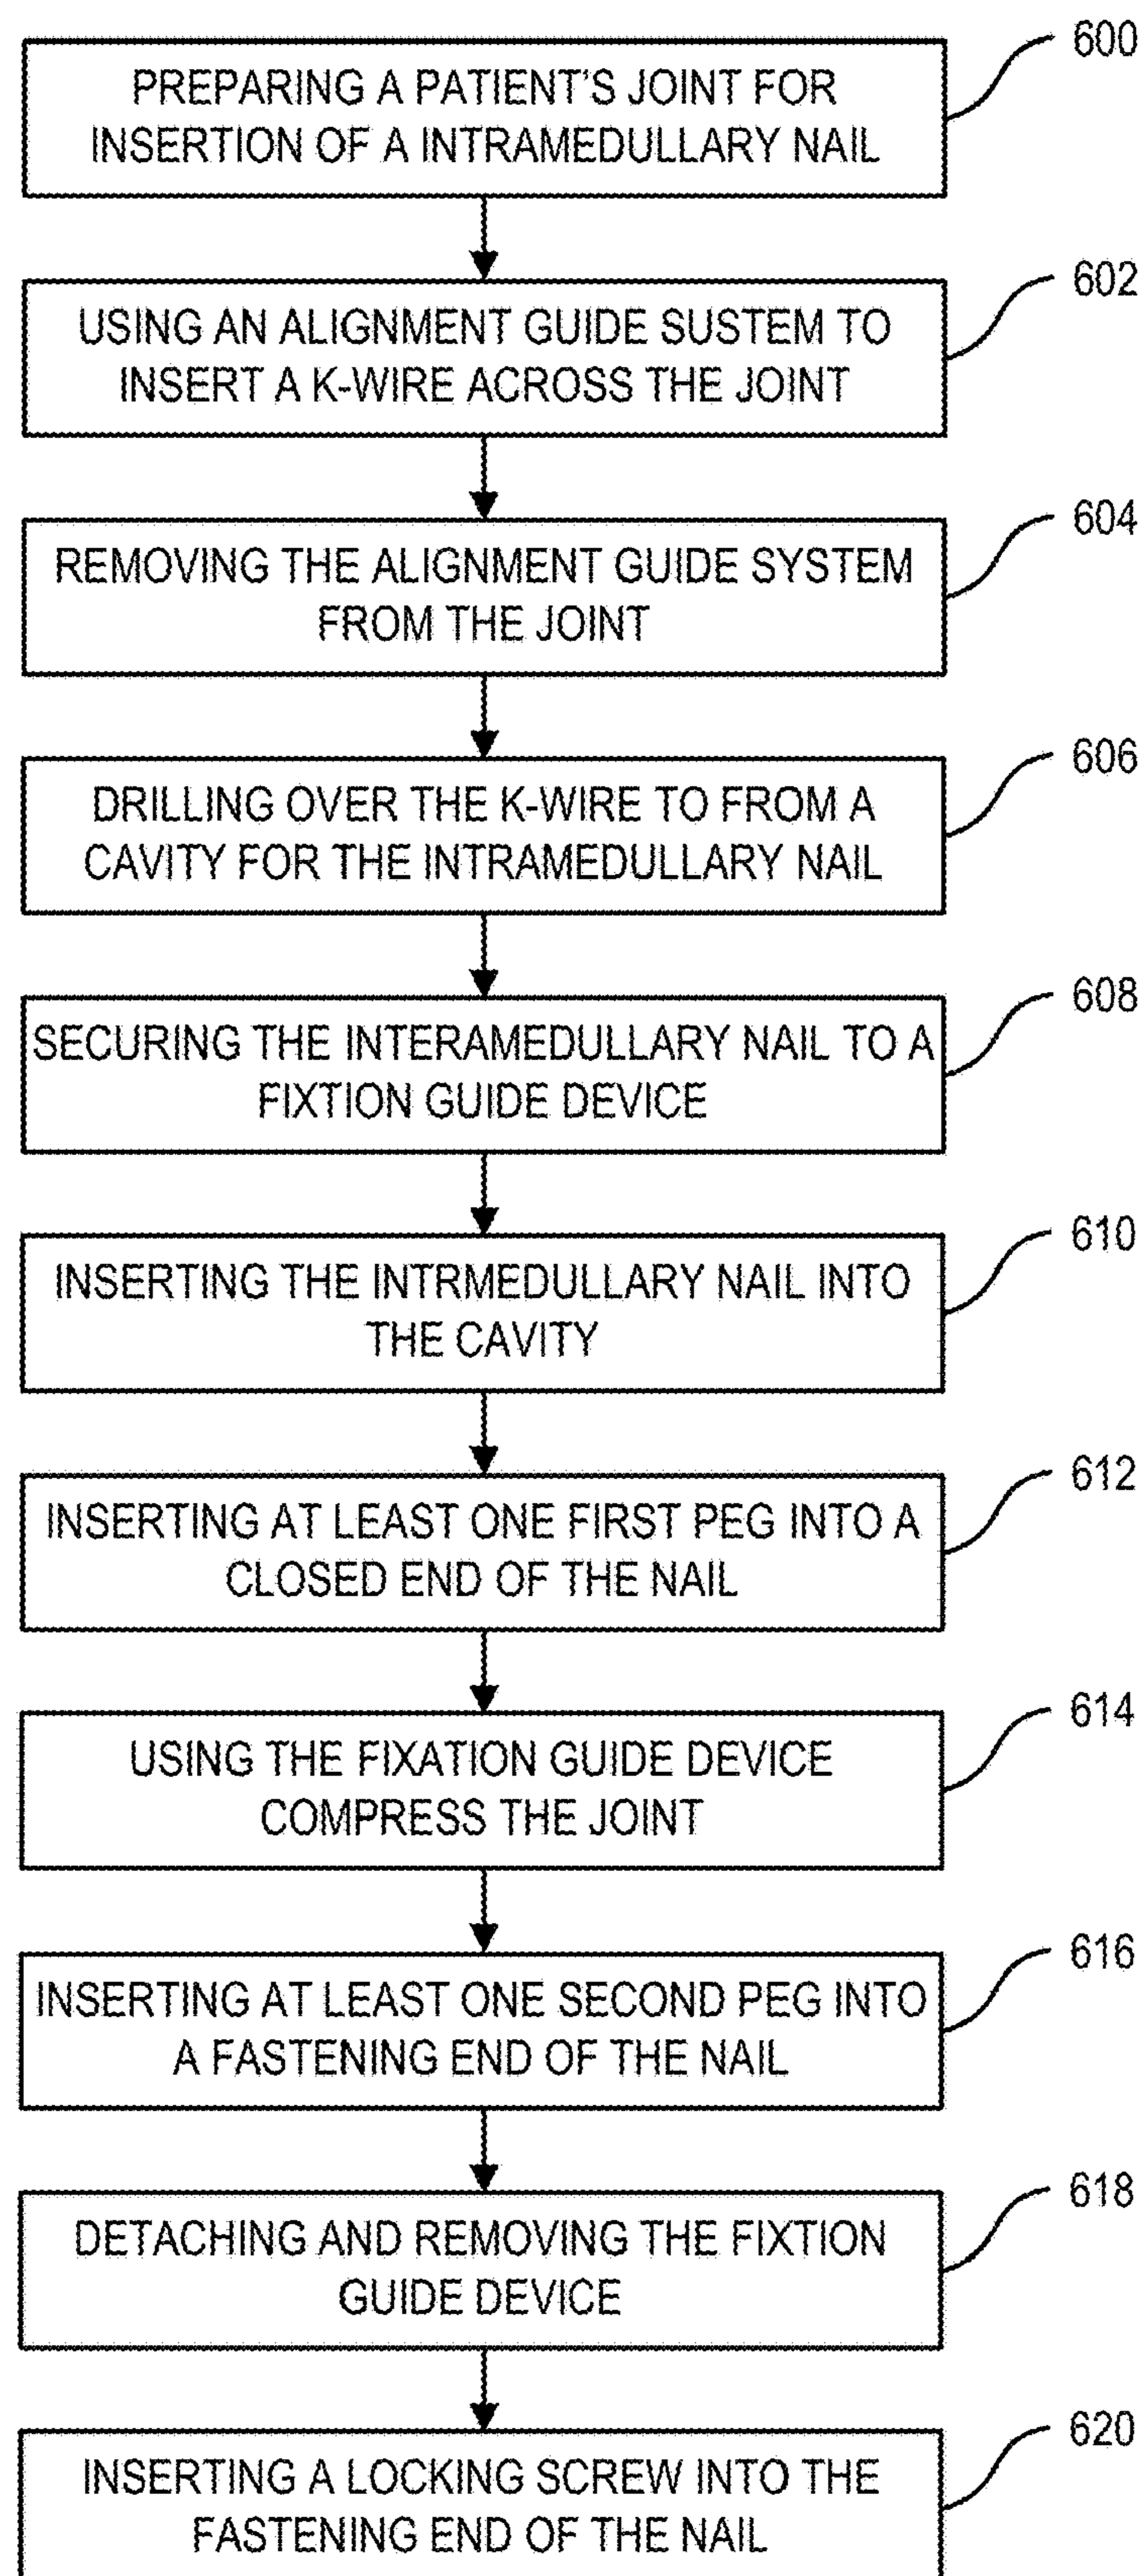 600
PREPARING A PATIENT'S JOINT FOR
INSERTION OF A INTRAMEDULLARY NAIL
602
USING AN ALIGNMENT GUIDE SUSTEM TO
INSERT A K-WIRE ACROSS THE JOINT
604
REMOVING THE ALIGNMENT GUIDE SYSTEM
FROM THE JOINT
606
DRILLING OVER THE K-WIRE TO FROM A
CAVITY FOR THE INTRAMEDULLARY NAIL
608
SECURING THE INTERAMEDULLARY NAIL TO A
FIXTION GUIDE DEVICE
610
INSERTING THE INTRMEDULLARY NAIL INTO
THE CAVITY
612
INSERTING AT LEAST ONE FIRST PEG INTO A
CLOSED END OF THE NAIL
614
USING THE FIXATION GUIDE DEVICE
COMPRESS THE JOINT
616
INSERTING AT LEAST ONE SECOND PEG INTO
A FASTENING END OF THE NAIL
618
DETACHING AND REMOVING THE FIXTION
GUIDE DEVICE
620
INSERTING A LOCKING SCREW INTO THE
FASTENING END OF THE NAIL